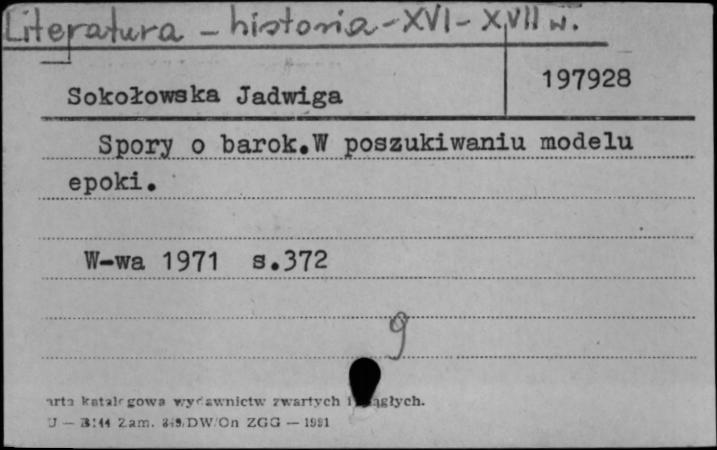 Literatura - historia - XVI - XVII w.
197928
Sokołowska Jadwiga
Spory o barok.W poszukiwaniu modelu
epoki.
W-wa 1971 s.372
9
katalogowa wydawnictw zwartych i
Zam. DW/On ZGG — 1981